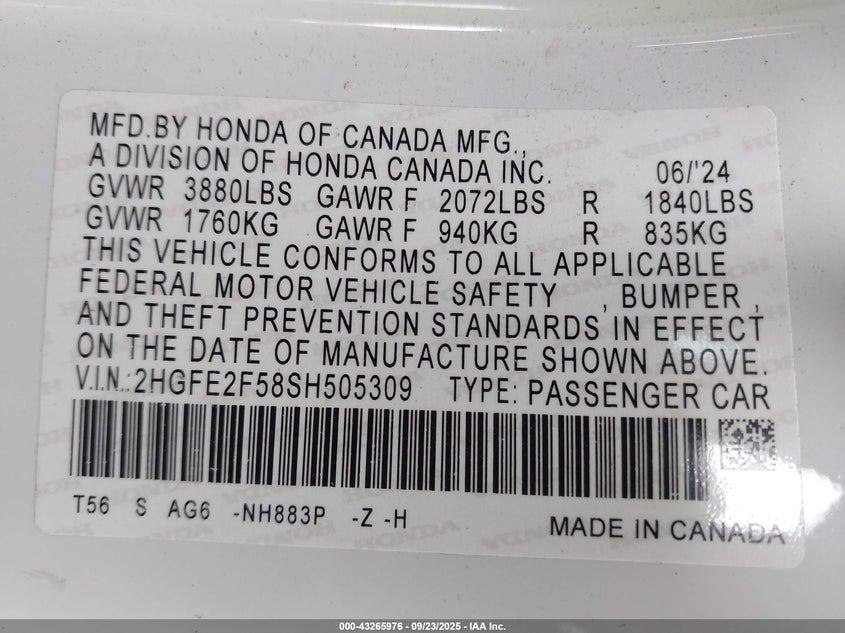 MFD.BY HONDA OF CANADA MFG.,
A DIVISION OF HONDA CANADA INC. 06/'24
GVWR 3880LBS GAWR F 2072LBS R 1840LBS
GVWR 1760KG GAWR F 940KG R 835KG
THIS VEHICLE CONFORMS TO ALL APPLICABLE
FEDERAL MOTOR VEHICLE SAFETY , BUMPER ,
AND THEFT PREVENTION STANDARDS IN EFFECT
ON THE DATE OF MANUFACTURE SHOWN ABOVE.
V.I.N.:2HGFE2F58SH505309 TYPE: PASSENGER CAR
T56 S AG6 -NH883P -Z -H
MADE IN CANADA
000-43265976 - 09/23/2025 - IAA Inc.